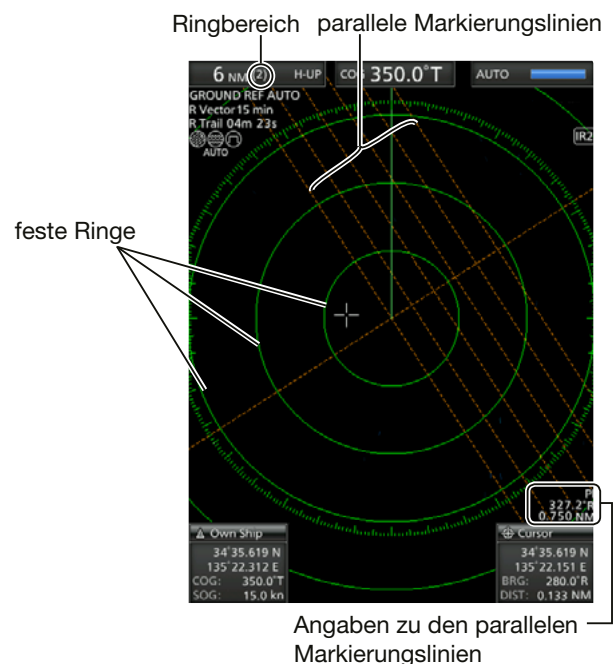 Ringbereich parallele Markierungslinien
6 NM (2) H-UP COG 350.0°T AUTO
GROUND REF AUTO
R Vector 15 min
R Trail 04m 23s
AUTO
IR2
feste Ringe
PI
327.2°R
0.750 NM
Own Ship
34°35.619 N
135°22.312 E
COG: 350.0°T
SOG: 15.0 kn
Cursor
34°35.619 N
135°22.151 E
BRG: 280.0°R
DIST: 0.133 NM
Angaben zu den parallelen
Markierungslinien